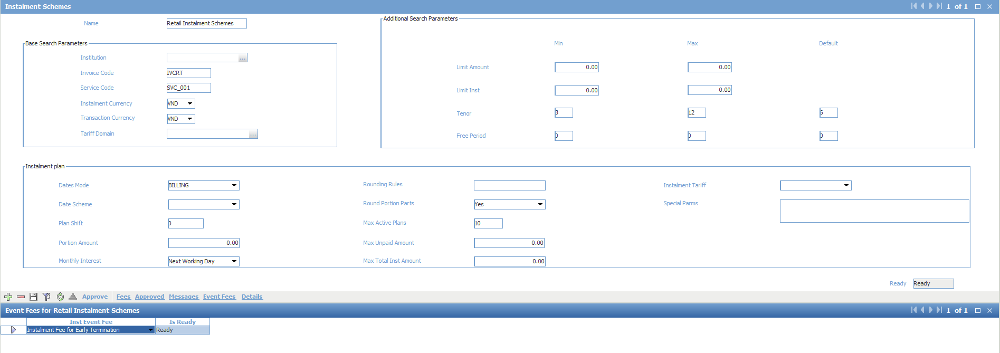 Instalment Schemes
1 of 1
Name
Retail Instalment Schemes
Base Search Parameters
Institution
...
Invoice Code
IVCRT
Service Code
SVC_001
Instalment Currency
VND
Transaction Currency
VND
Tariff Domain
...
Additional Search Parameters
Min Max Default
Limit Amount 0.00 0.00
Limit Inst 0.00 0.00
Tenor 3 12 6
Free Period 0 0 0
Instalment plan
Dates Mode BILLING
Date Scheme
Plan Shift 0
Portion Amount 0.00
Monthly Interest Next Working Day
Rounding Rules
Round Portion Parts Yes
Max Active Plans 10
Max Unpaid Amount 0.00
Max Total Inst Amount 0.00
Instalment Tariff
Special Parms
Ready Ready
Approve Fees Approved Messages Event Fees Details
Event Fees for Retail Instalment Schemes
1 of 1
Inst Event Fee Is Ready
Instalment Fee for Early Termination Ready